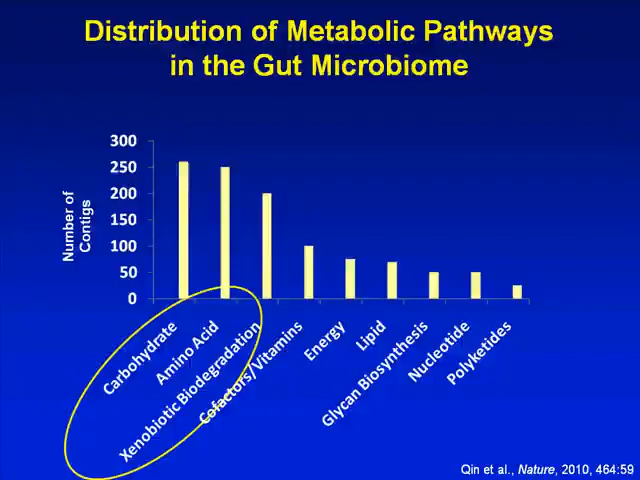 Distribution of Metabolic Pathways
in the Gut Microbiome
300
250
200
150
100
50
0
Number of
Contigs
Carbohydrate
Amino Acid
Xenobiotic Biodegradation
Cofactors/Vitamins
Energy
Lipid
Glycan Biosynthesis
Nucleotide
Polyketides
Qin et al., Nature, 2010, 464:59